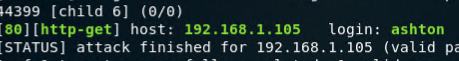 44399 [child 6] (0/0)
[80][http-get] host: 192.168.1.105 login: ashton
[STATUS] attack finished for 192.168.1.105 (valid pa